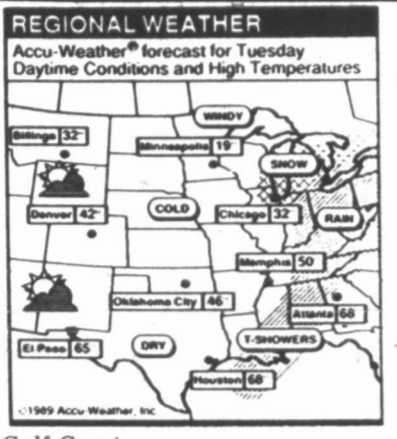 REGIONAL WEATHER
Accu-Weather® forecast for Tuesday
Daytime Conditions and High Temperatures
WINDY
Billings 32°
Minneapolis 19°
SNOW
Denver 42°
COLD
Chicago 32°
RAIN
Memphis 50°
Oklahoma City 46°
Atlanta 68°
El Paso 65°
DRY
T-SHOWERS
Houston 68°
©1989 Accu-Weather, Inc.